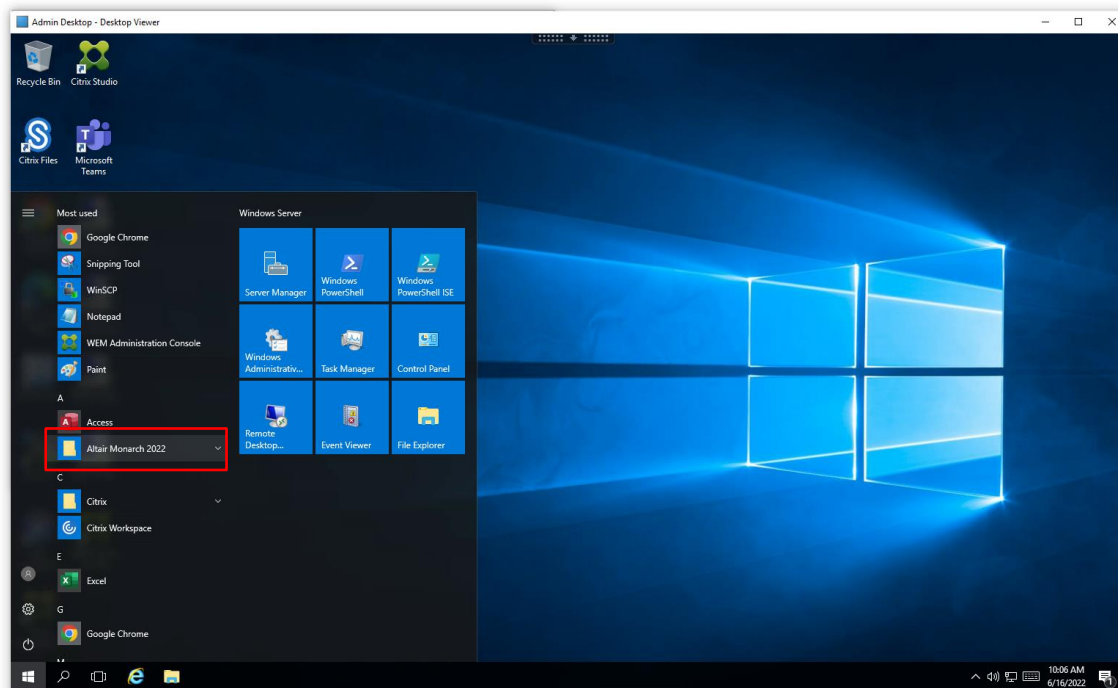 Admin Desktop - Desktop Viewer
Recycle Bin
Citrix Studio
Citrix Files
Microsoft
Teams
Most used
Google Chrome
Snipping Tool
WinSCP
Notepad
WEM Administration Console
Paint
A
Access
Altair Monarch 2022
C
Citrix
Citrix Workspace
E
Excel
G
Google Chrome
Windows Server
Server Manager
Windows
PowerShell
Windows
PowerShell ISE
Windows
Administrativ...
Task Manager
Control Panel
Remote
Desktop...
Event Viewer
File Explorer
10:06 AM
6/16/2022